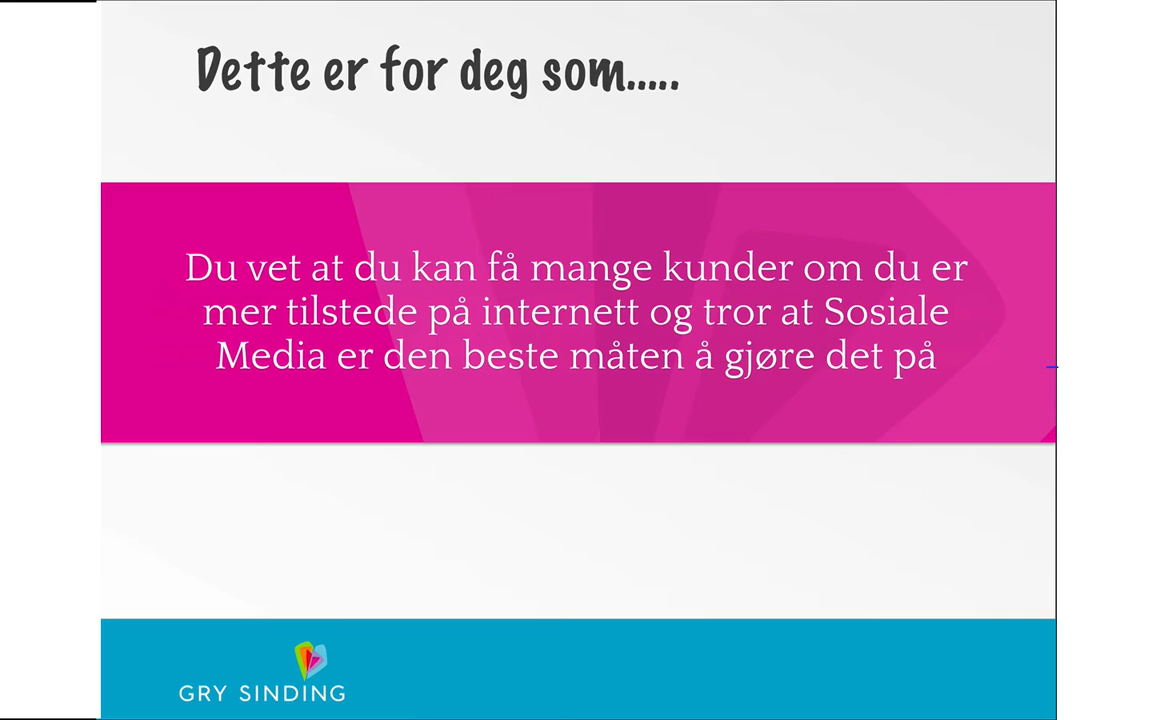 Dette er for deg som.....
Du vet at du kan få mange kunder om du er
mer tilstede på internett og tror at Sosiale
Media er den beste måten å gjøre det på
GRY SINDING